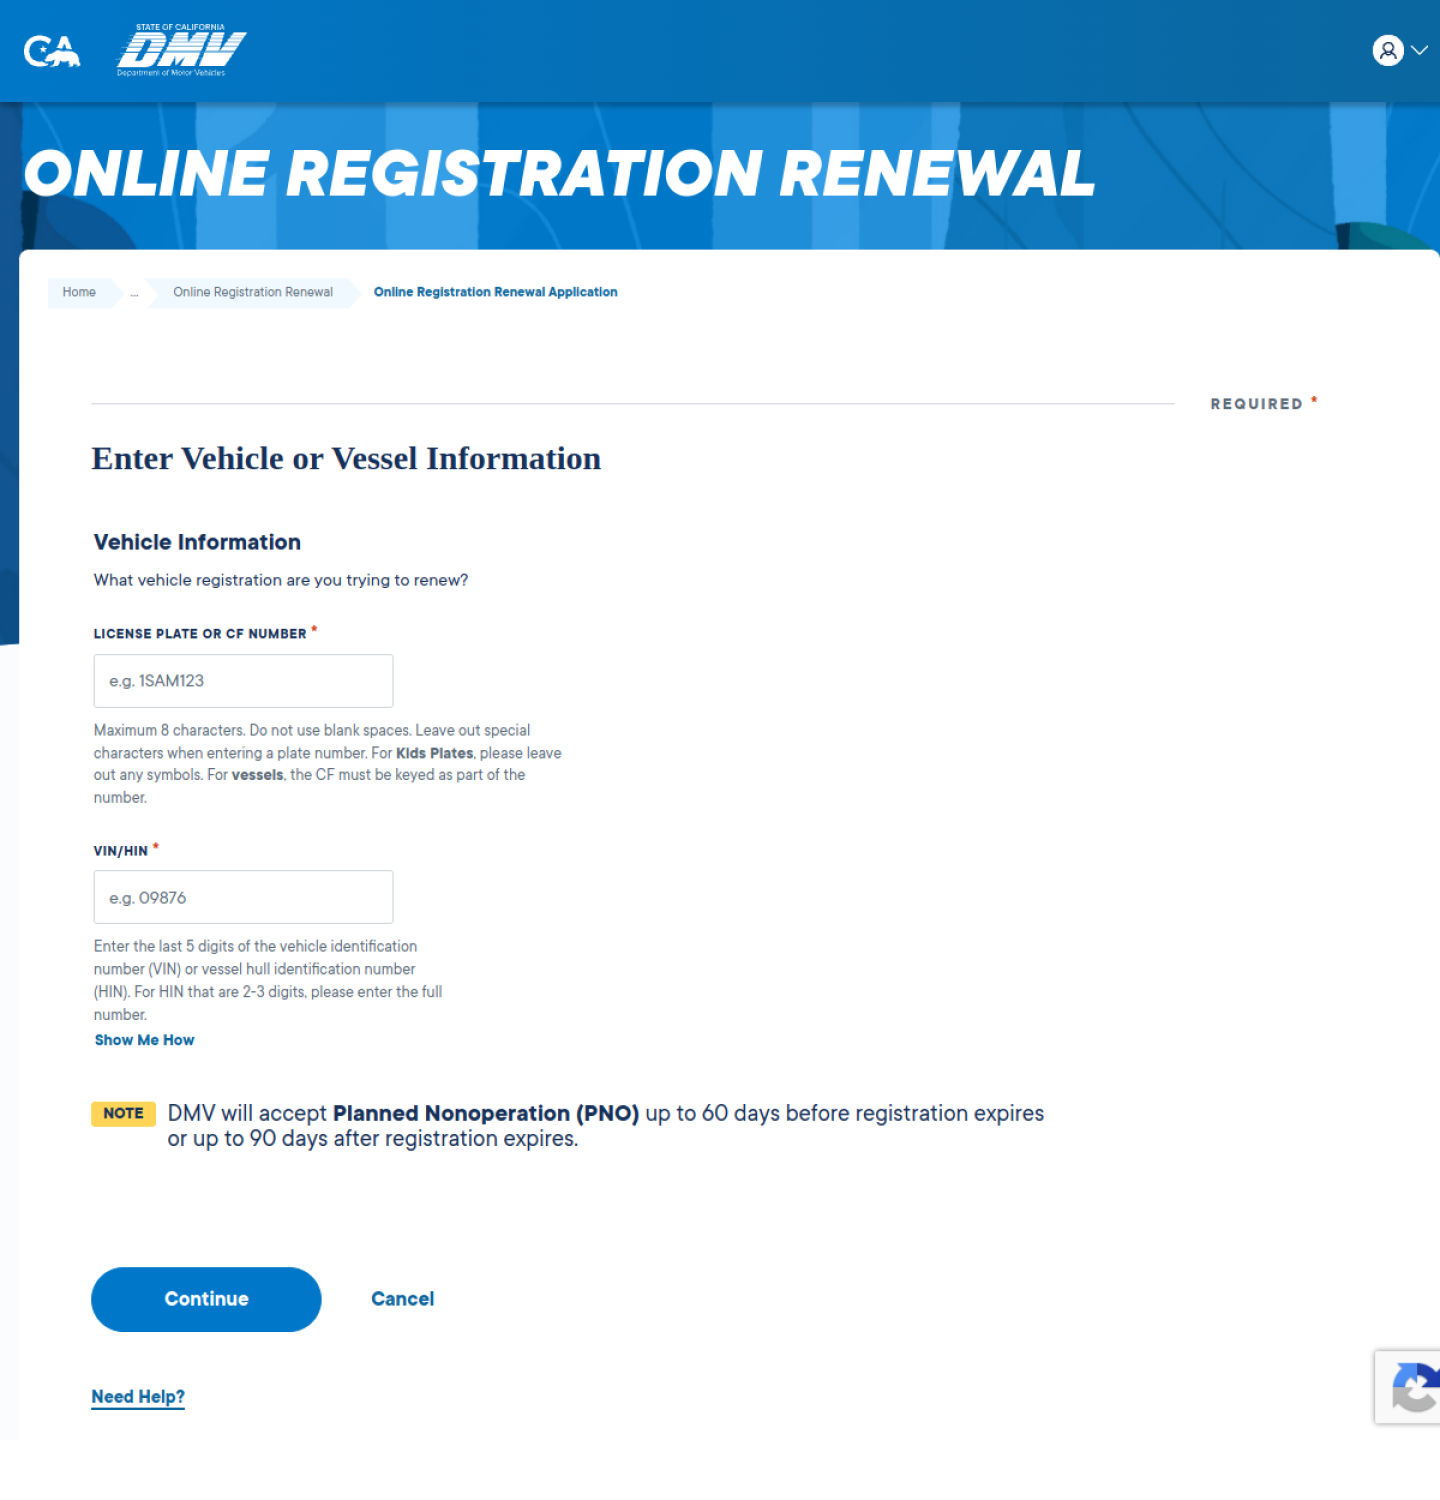 CA
STATE OF CALIFORNIA
DMV
Department of Motor Vehicles
ONLINE REGISTRATION RENEWAL
Home ... Online Registration Renewal Online Registration Renewal Application
REQUIRED *
Enter Vehicle or Vessel Information
Vehicle Information
What vehicle registration are you trying to renew?
LICENSE PLATE OR CF NUMBER *
e.g. 1SAM123
Maximum 8 characters. Do not use blank spaces. Leave out special
characters when entering a plate number. For Kids Plates, please leave
out any symbols. For vessels, the CF must be keyed as part of the
number.
VIN/HIN *
e.g. 09876
Enter the last 5 digits of the vehicle identification
number (VIN) or vessel hull identification number
(HIN). For HIN that are 2-3 digits, please enter the full
number.
Show Me How
NOTE DMV will accept Planned Nonoperation (PNO) up to 60 days before registration expires
or up to 90 days after registration expires.
Continue Cancel
Need Help?